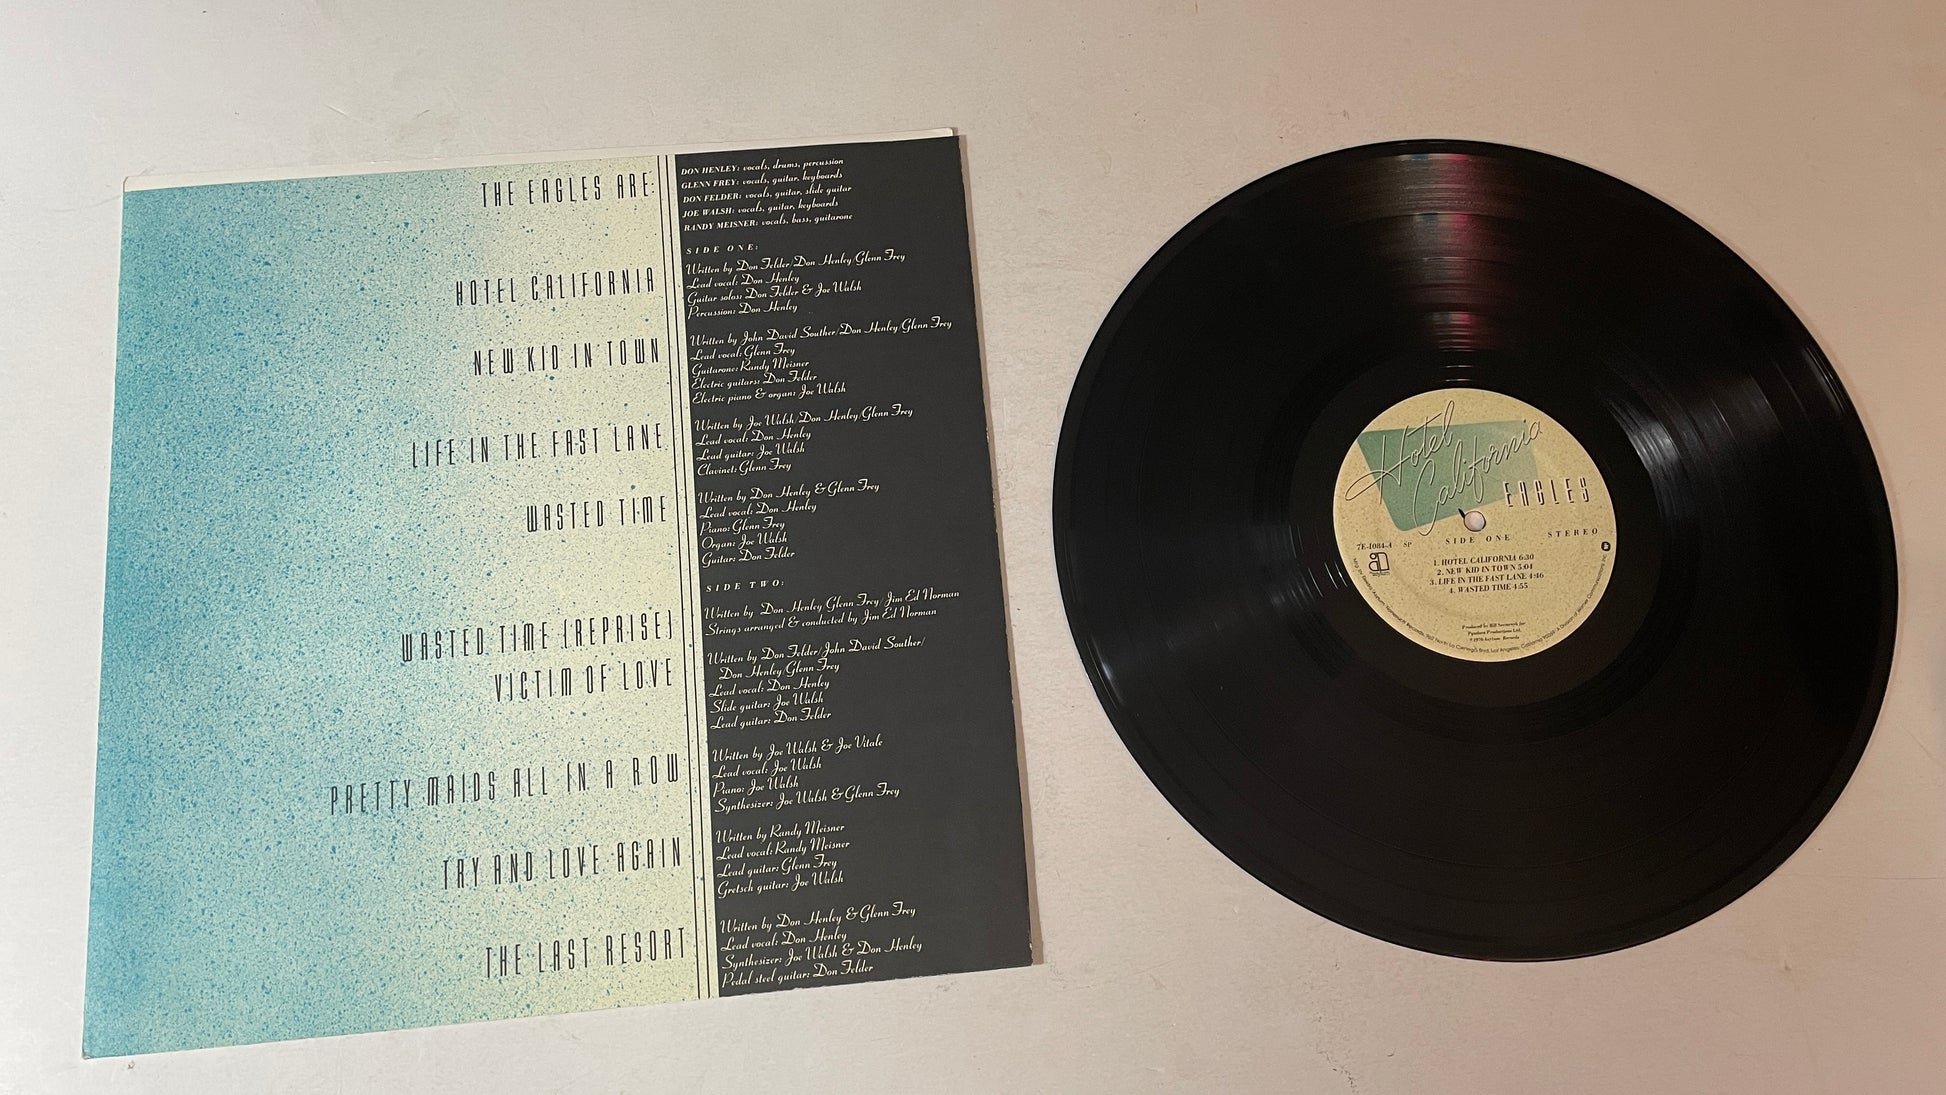 THE EAGLES ARE:
DON HENLEY: vocals, drums, percussion
GLENN FREY: vocals, guitar, keyboards
DON FELDER: vocals, guitar, slide guitar
JOE WALSH: vocals, guitar, keyboards
RANDY MEISNER: vocals, bass, guitarone
SIDE ONE:
HOTEL CALIFORNIA
Written by Don Felder/Don Henley/Glenn Frey
Lead vocal: Don Henley
Guitar solos: Don Felder & Joe Walsh
Percussion: Don Henley
NEW KID IN TOWN
Written by John David Souther/Don Henley/Glenn Frey
Lead vocal: Glenn Frey
Guitarone: Randy Meisner
Electric guitars: Don Felder
Electric piano & organ: Joe Walsh
LIFE IN THE FAST LANE
Written by Joe Walsh/Don Henley/Glenn Frey
Lead vocal: Don Henley
Lead guitar: Joe Walsh
Clavinet: Glenn Frey
WASTED TIME
Written by Don Henley & Glenn Frey
Lead vocal: Don Henley
Piano: Glenn Frey
Organ: Joe Walsh
Guitar: Don Felder
SIDE TWO:
WASTED TIME (REPRISE)
Written by Don Henley Glenn Frey/Jim Ed Norman
Strings arranged & conducted by Jim Ed Norman
VICTIM OF LOVE
Written by Don Felder/John David Souther/
Don Henley Glenn Frey
Lead vocal: Don Henley
Slide guitar: Joe Walsh
Lead guitar: Don Felder
PRETTY MAIDS ALL IN A ROW
Written by Joe Walsh & Joe Vitale
Lead vocal: Joe Walsh
Piano: Joe Walsh
Synthesizer: Joe Walsh & Glenn Frey
TRY AND LOVE AGAIN
Written by Randy Meisner
Lead vocal: Randy Meisner
Lead guitar: Glenn Frey
Gretsch guitar: Joe Walsh
THE LAST RESORT
Written by Don Henley & Glenn Frey
Lead vocal: Don Henley
Synthesizer: Joe Walsh & Don Henley
Pedal steel guitar: Don Felder
Hotel
California
EAGLES
SIDE ONE
STEREO
7E-1084-A SP
1. HOTEL CALIFORNIA 6:30
2. NEW KID IN TOWN 5:04
3. LIFE IN THE FAST LANE 4:46
4. WASTED TIME 4:55
Produced by Bill Szymczyk for
Pandora Productions Ltd.
℗1976 Asylum Records